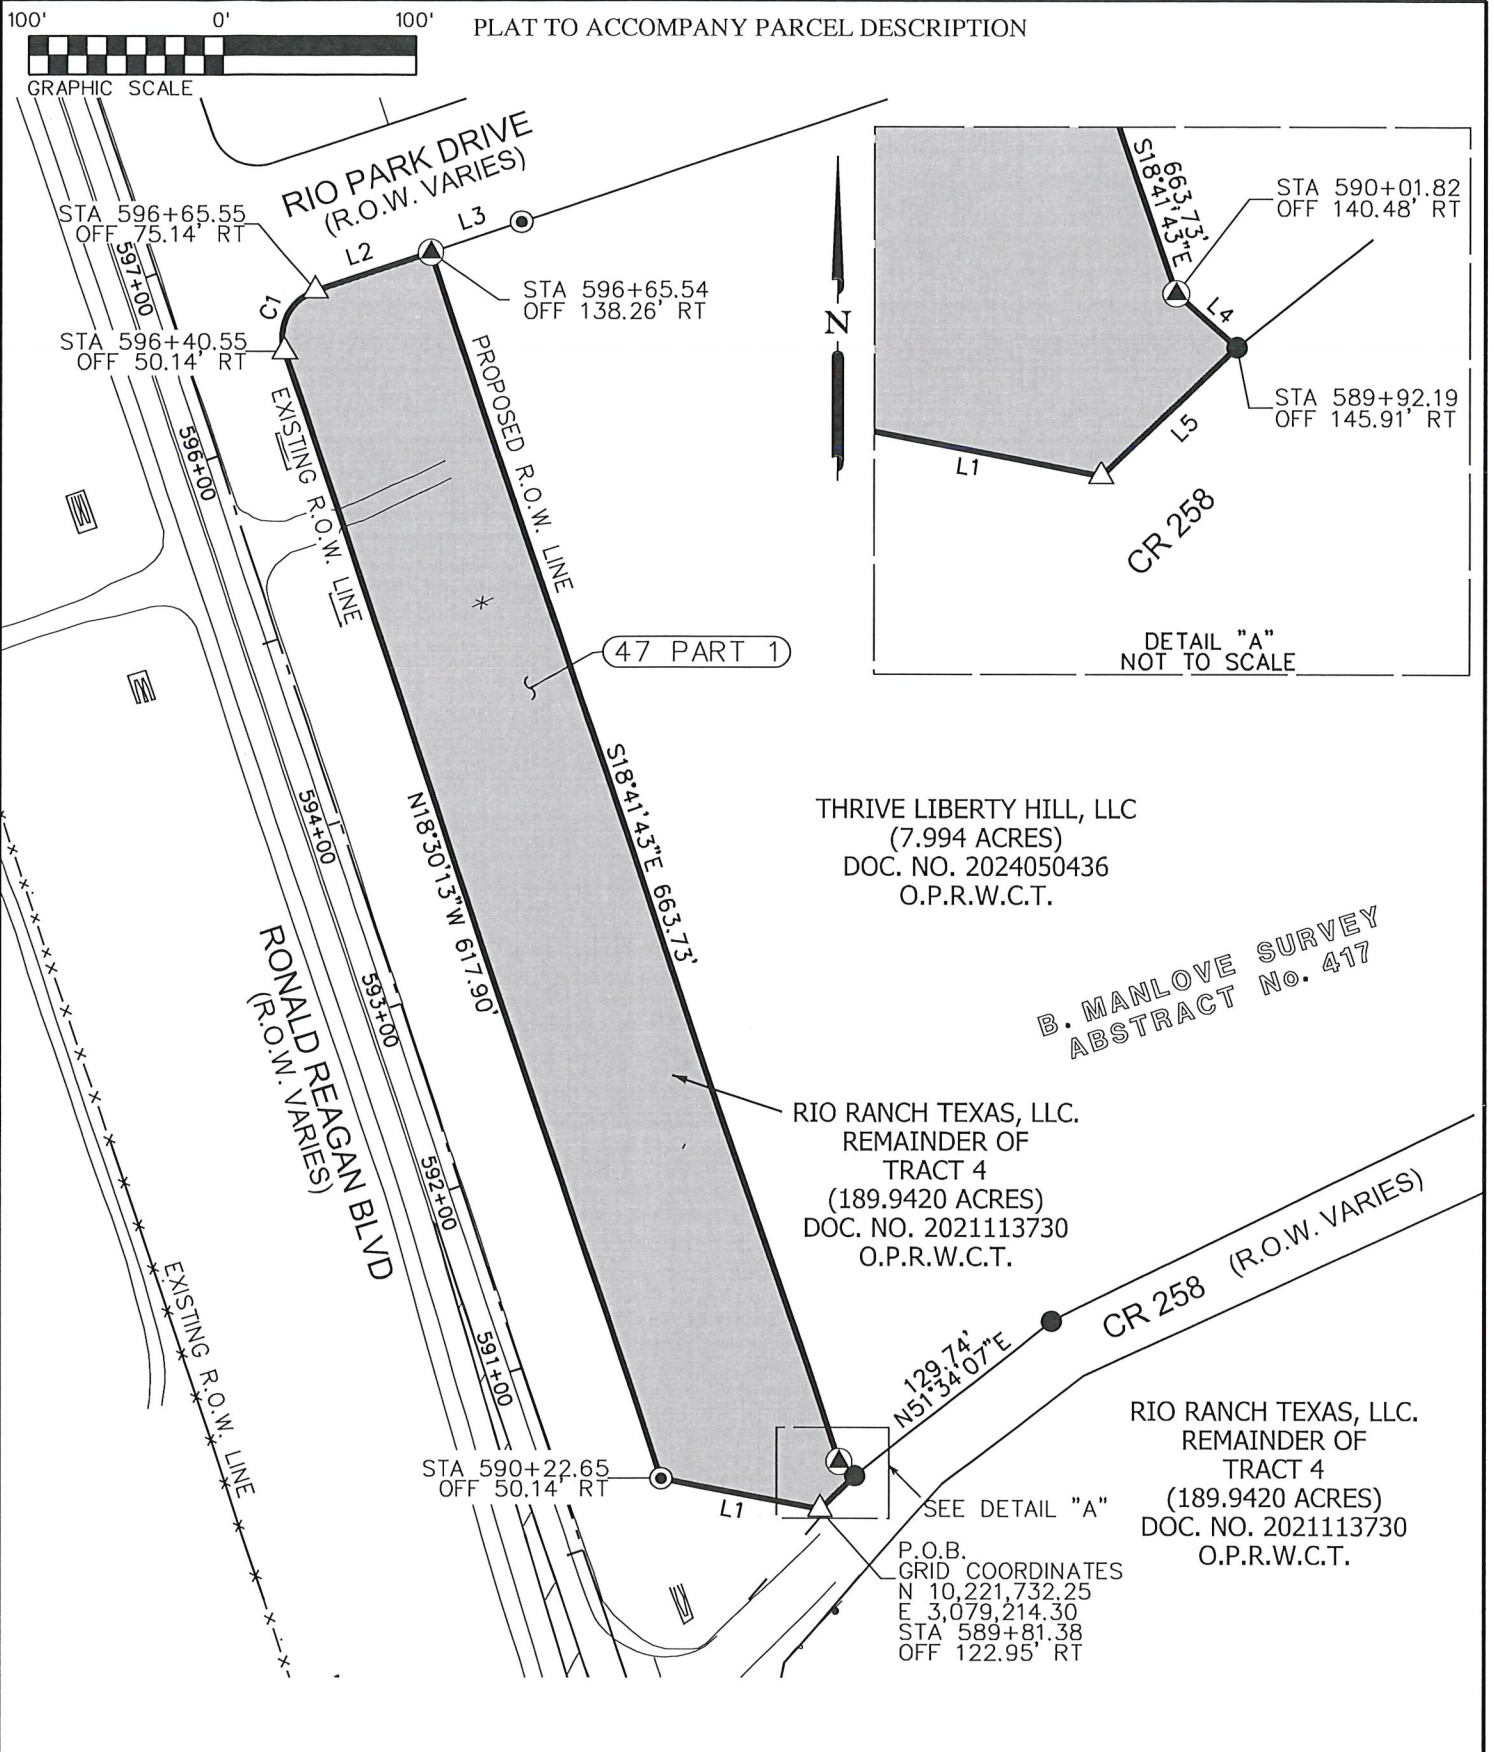 100' 0' 100'
PLAT TO ACCOMPANY PARCEL DESCRIPTION
GRAPHIC SCALE
RIO PARK DRIVE
(R.O.W. VARIES)
STA 596+65.55
OFF 75.14' RT
L2
L3
C1
597+00
STA 596+65.54
OFF 138.26' RT
STA 596+40.55
OFF 50.14' RT
N
S18°41'43"E
663.73'
STA 590+01.82
OFF 140.48' RT
L4
STA 589+92.19
OFF 145.91' RT
L5
L1
CR 258
DETAIL "A"
NOT TO SCALE
EXISTING R.O.W. LINE
PROPOSED R.O.W. LINE
596+00
47 PART 1
594+00
S18°41'43"E 663.73'
N18°30'13"W 617.90'
THRIVE LIBERTY HILL, LLC
(7.994 ACRES)
DOC. NO. 2024050436
O.P.R.W.C.T.
B. MANLOVE SURVEY
ABSTRACT No. 417
RONALD REAGAN BLVD
(R.O.W. VARIES)
593+00
592+00
591+00
RIO RANCH TEXAS, LLC.
REMAINDER OF
TRACT 4
(189.9420 ACRES)
DOC. NO. 2021113730
O.P.R.W.C.T.
CR 258 (R.O.W. VARIES)
EXISTING R.O.W. LINE
129.74'
N51°34'07"E
RIO RANCH TEXAS, LLC.
REMAINDER OF
TRACT 4
(189.9420 ACRES)
DOC. NO. 2021113730
O.P.R.W.C.T.
STA 590+22.65
OFF 50.14' RT
L1
SEE DETAIL "A"
P.O.B.
GRID COORDINATES
N 10,221,732.25
E 3,079,214.30
STA 589+81.38
OFF 122.95' RT